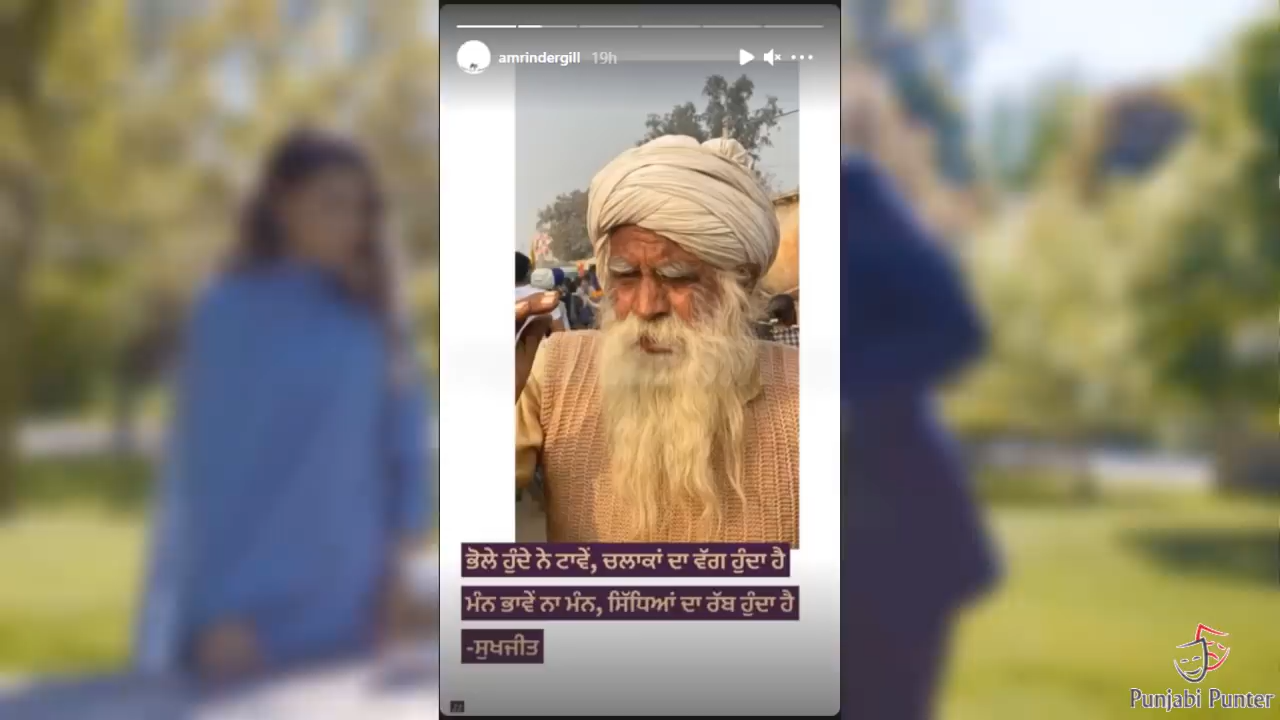 amrindergill 19h
ਭੋਲੇ ਹੁੰਦੇ ਨੇ ਟਾਵੇਂ, ਚਲਾਕਾਂ ਦਾ ਵੱਗ ਹੁੰਦਾ ਹੈ
ਮੰਨ ਭਾਵੇਂ ਨਾ ਮੰਨ, ਸਿੱਧਿਆਂ ਦਾ ਰੱਬ ਹੁੰਦਾ ਹੈ
-ਸੁਖਜੀਤ
Punjabi Punter